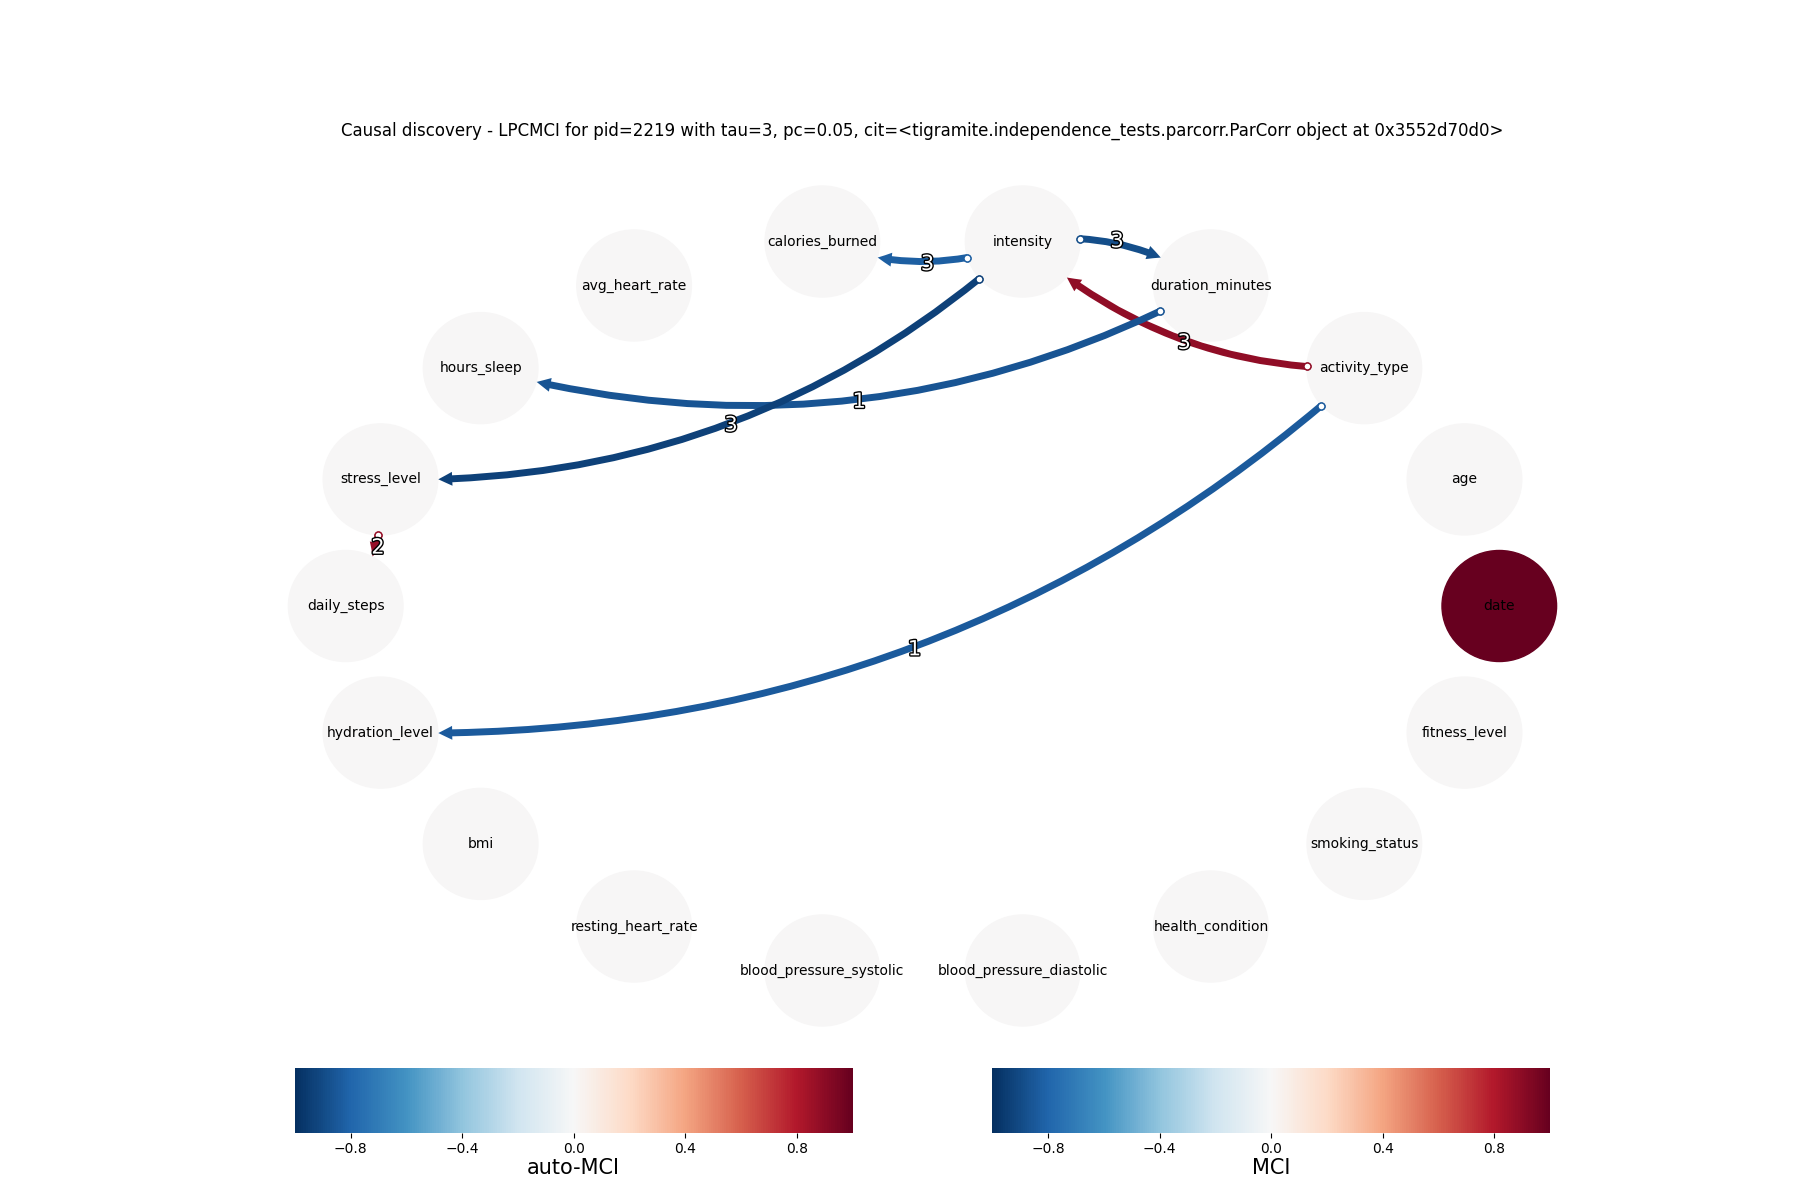 Causal discovery - LPCMCI for pid=2219 with tau=3, pc=0.05, cit=<tigramite.independence_tests.parcorr.ParCorr object at 0x3552d70d0>
calories_burned
intensity
3
3
avg_heart_rate
duration_minutes
3
hours_sleep
activity_type
1
3
stress_level
age
2
daily_steps
date
1
hydration_level
fitness_level
bmi
smoking_status
resting_heart_rate
health_condition
blood_pressure_systolic
blood_pressure_diastolic
−0.8 −0.4 0.0 0.4 0.8
auto-MCI
−0.8 −0.4 0.0 0.4 0.8
MCI